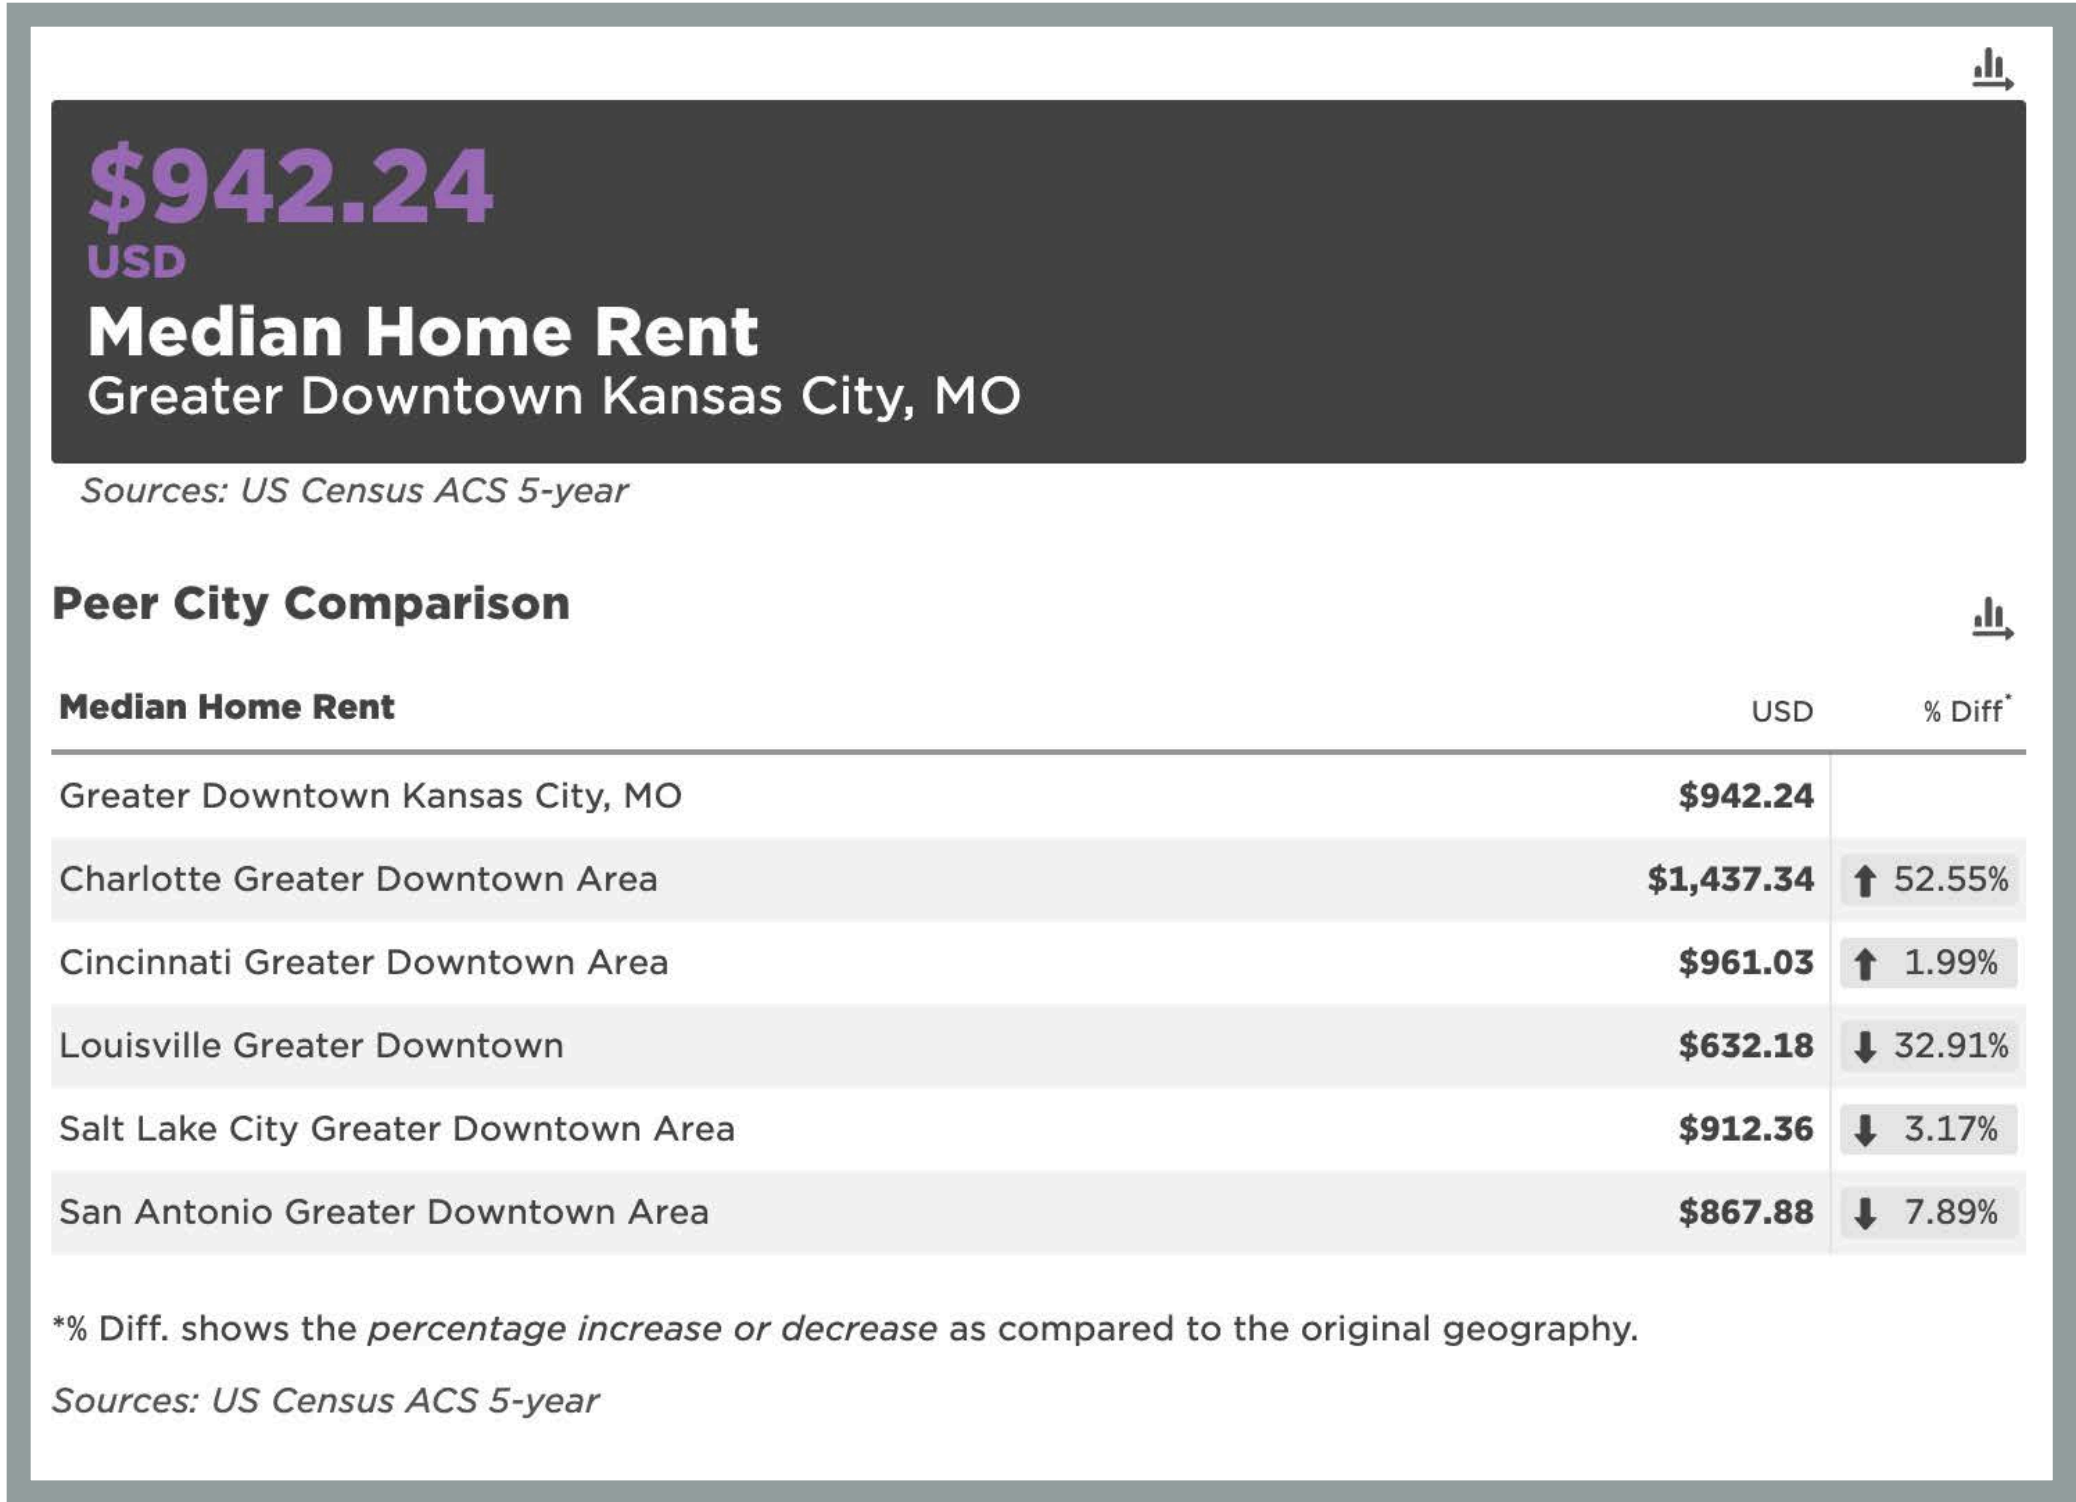 $942.24
USD
Median Home Rent
Greater Downtown Kansas City, MO
Sources: US Census ACS 5-year
Peer City Comparison
Median Home Rent USD % Diff*
Greater Downtown Kansas City, MO $942.24
Charlotte Greater Downtown Area $1,437.34 ⬆ 52.55%
Cincinnati Greater Downtown Area $961.03 ⬆ 1.99%
Louisville Greater Downtown $632.18 ⬇ 32.91%
Salt Lake City Greater Downtown Area $912.36 ⬇ 3.17%
San Antonio Greater Downtown Area $867.88 ⬇ 7.89%
*% Diff. shows the percentage increase or decrease as compared to the original geography.
Sources: US Census ACS 5-year